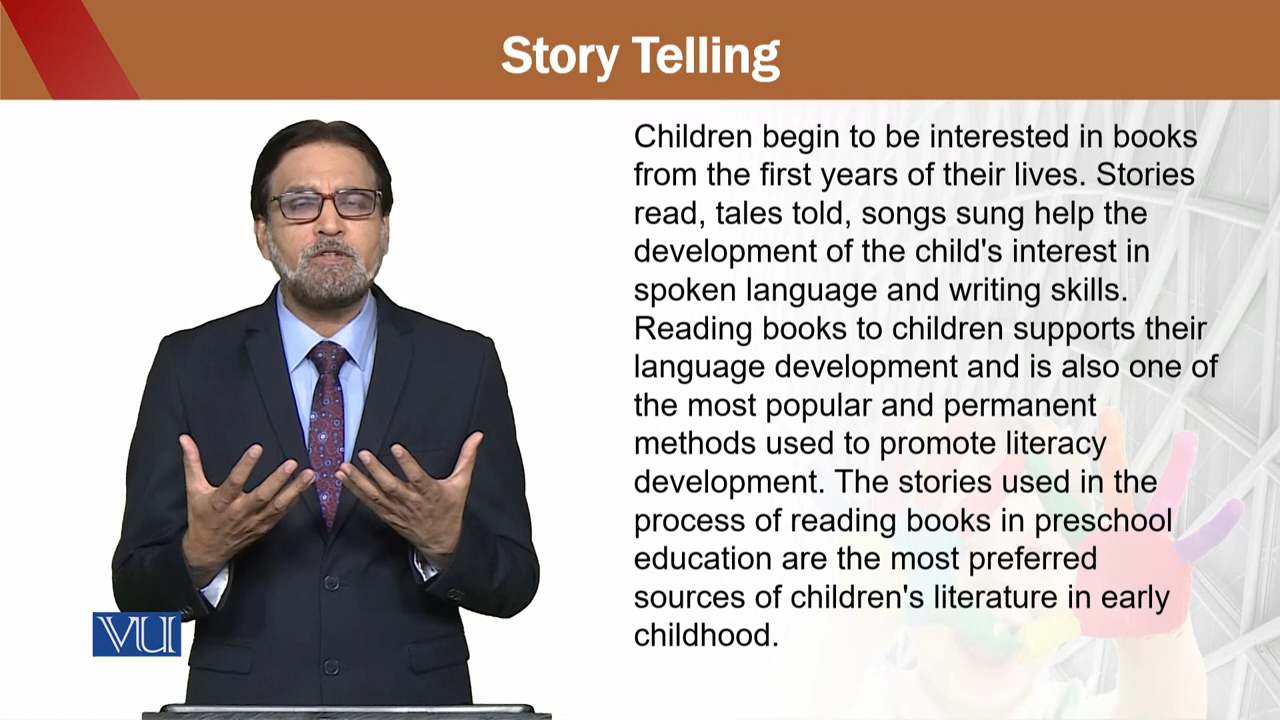 Story Telling
Children begin to be interested in books
from the first years of their lives. Stories
read, tales told, songs sung help the
development of the child's interest in
spoken language and writing skills.
Reading books to children supports their
language development and is also one of
the most popular and permanent
methods used to promote literacy
development. The stories used in the
process of reading books in preschool
education are the most preferred
sources of children's literature in early
childhood.
VU